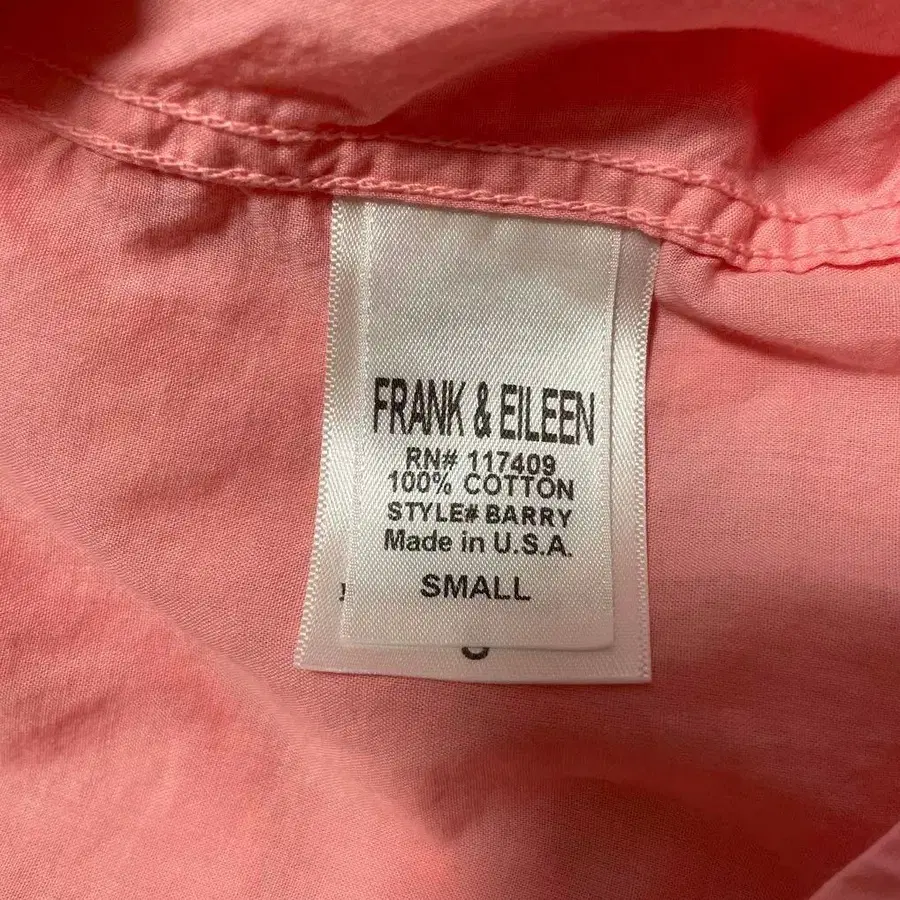 FRANK & EILEEN
RN# 117409
100% COTTON
STYLE# BARRY
Made in U.S.A.
SMALL